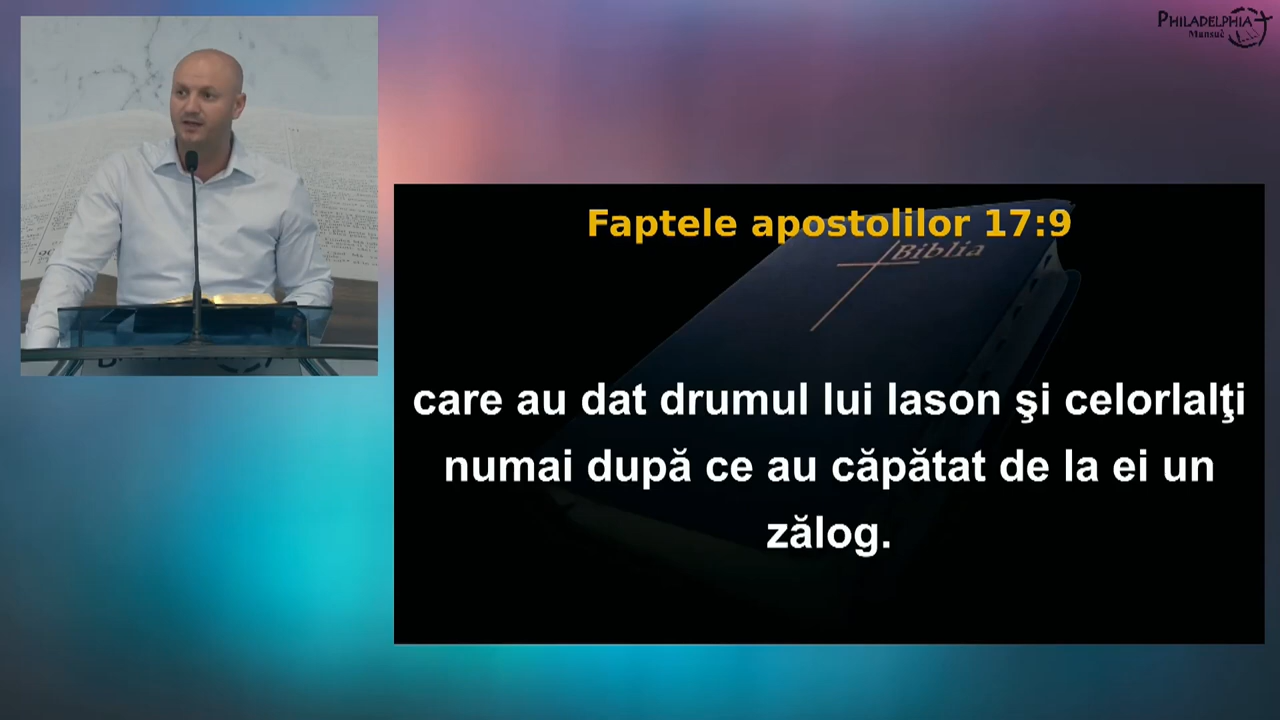 PHILADELPHIA
Mansuè
Faptele apostolilor 17:9
Biblia
care au dat drumul lui Iason şi celorlalţi
numai după ce au căpătat de la ei un
zălog.